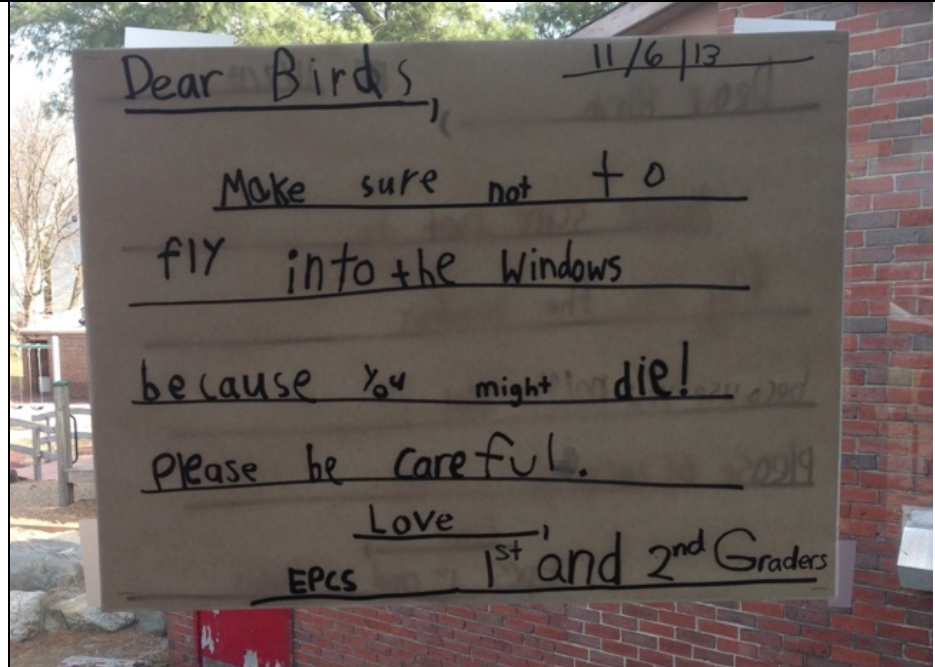 Dear Birds, 11/6/13
Make sure not to
fly into the Windows
because you might die!
please be careful.
Love,
EPCS 1st and 2nd Graders